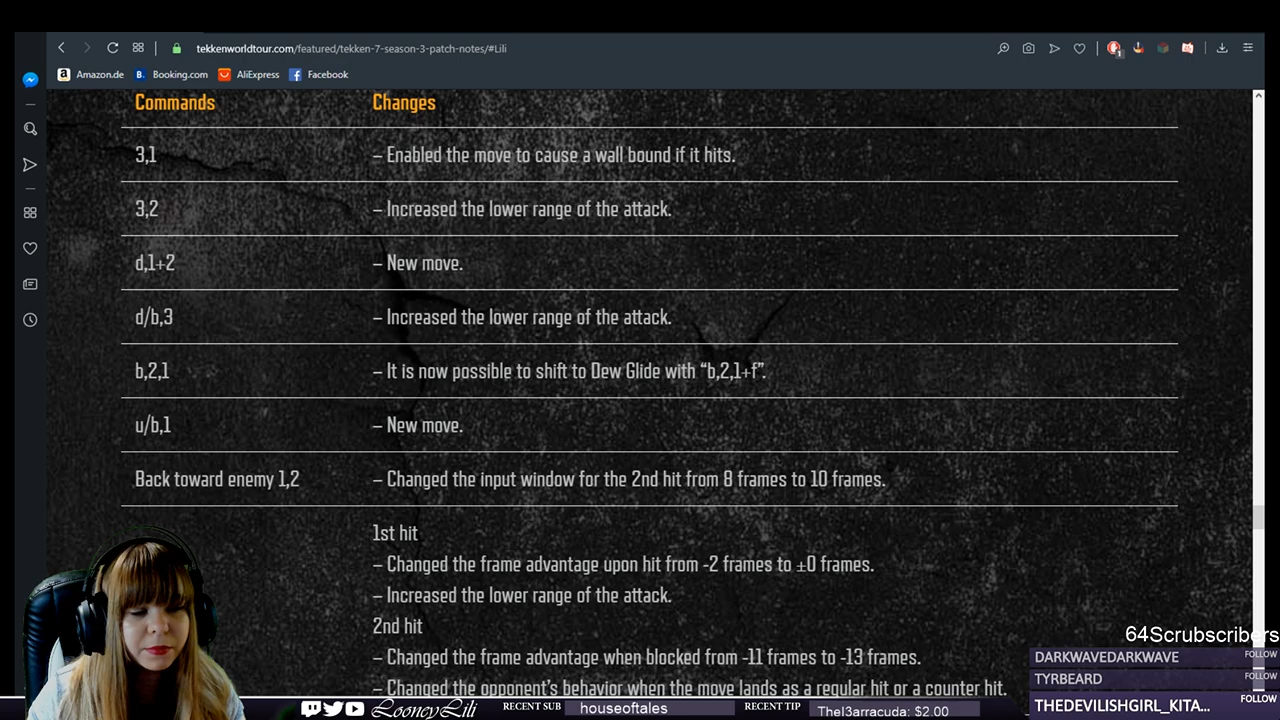 tekkenworldtour.com/featured/tekken-7-season-3-patch-notes/#Lili
Amazon.de Booking.com AliExpress Facebook
Commands Changes
3,1 – Enabled the move to cause a wall bound if it hits.
3,2 – Increased the lower range of the attack.
d,1+2 – New move.
d/b,3 – Increased the lower range of the attack.
b,2,1 – It is now possible to shift to Dew Glide with “b,2,1+f”.
u/b,1 – New move.
Back toward enemy 1,2 – Changed the input window for the 2nd hit from 8 frames to 10 frames.
1st hit
– Changed the frame advantage upon hit from -2 frames to ±0 frames.
– Increased the lower range of the attack.
2nd hit
– Changed the frame advantage when blocked from -11 frames to -13 frames.
– Changed the opponent's behavior when the move lands as a regular hit or a counter hit.
64Scrubscribers
DARKWAVEDARKWAVE FOLLOW
TYRBEARD FOLLOW
THEDEVILISHGIRL_KITA... FOLLOW
LooneyLili RECENT SUB houseoftales RECENT TIP TheI3arracuda: $2.00